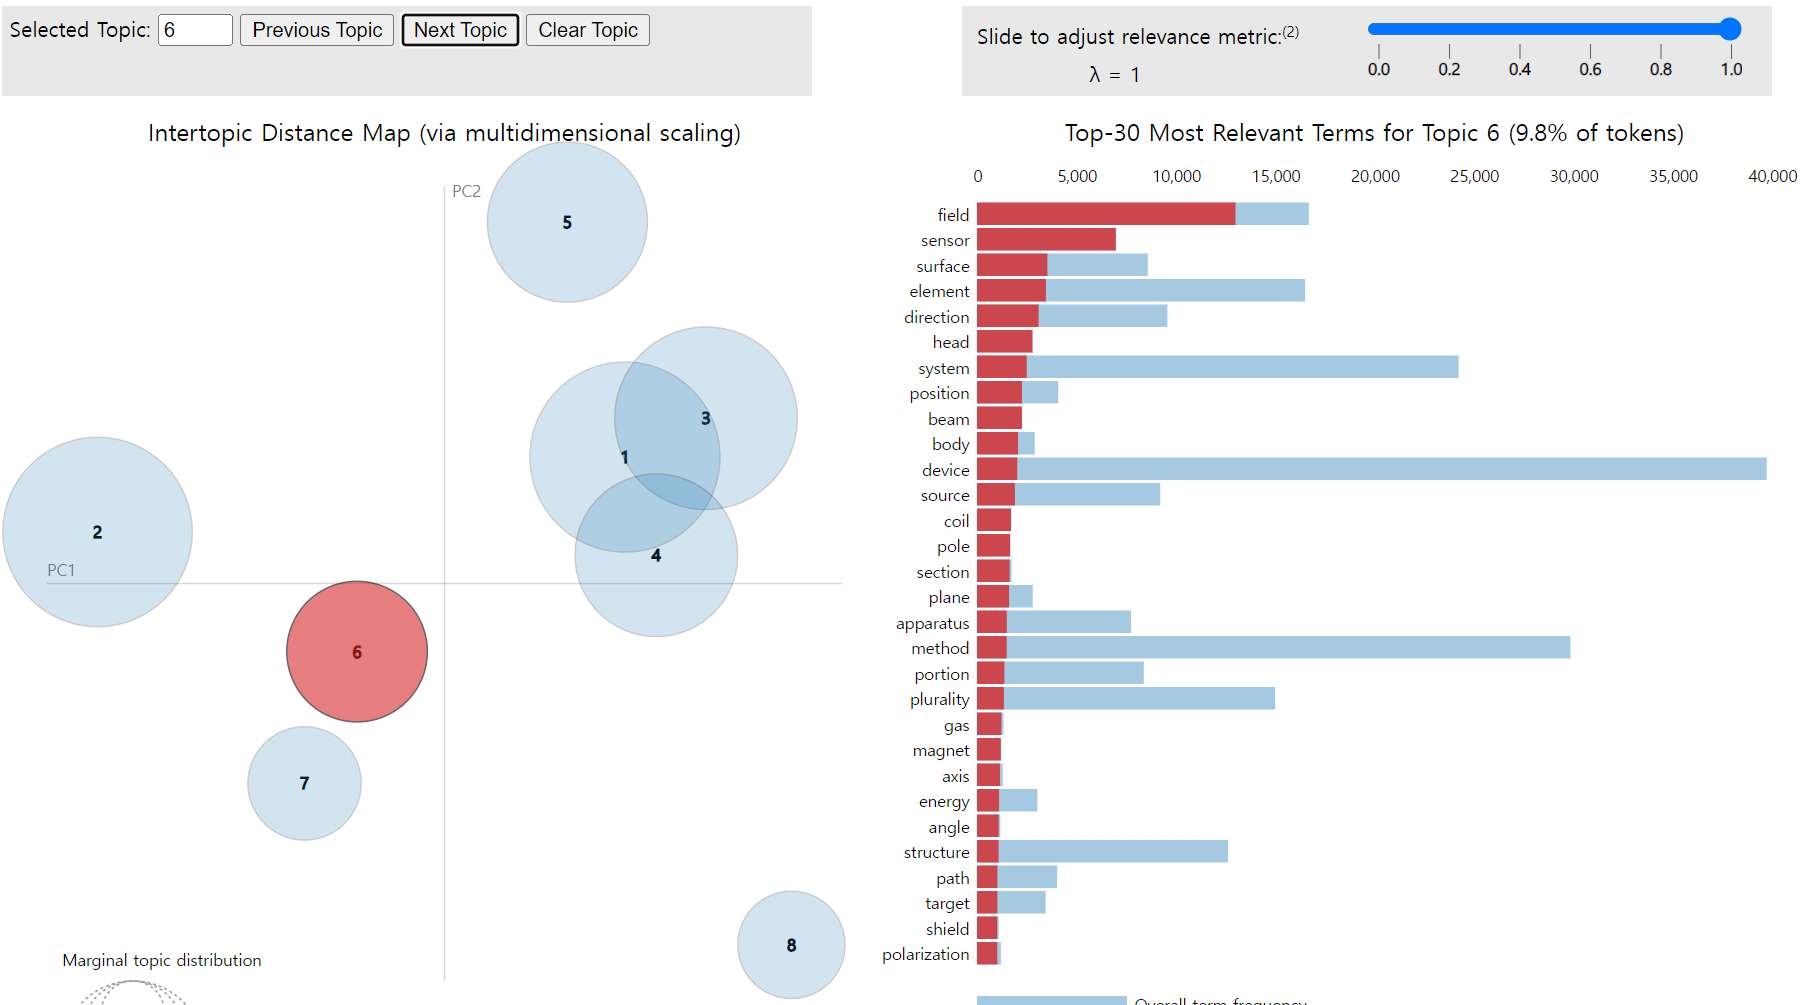 Selected Topic: 6 Previous Topic Next Topic Clear Topic
Slide to adjust relevance metric:(2)
λ = 1
0.0 0.2 0.4 0.6 0.8 1.0
Intertopic Distance Map (via multidimensional scaling)
PC2
PC1
5
3
1
2
4
6
7
8
Marginal topic distribution
Top-30 Most Relevant Terms for Topic 6 (9.8% of tokens)
0 5,000 10,000 15,000 20,000 25,000 30,000 35,000 40,000
field
sensor
surface
element
direction
head
system
position
beam
body
device
source
coil
pole
section
plane
apparatus
method
portion
plurality
gas
magnet
axis
energy
angle
structure
path
target
shield
polarization
Overall term frequency